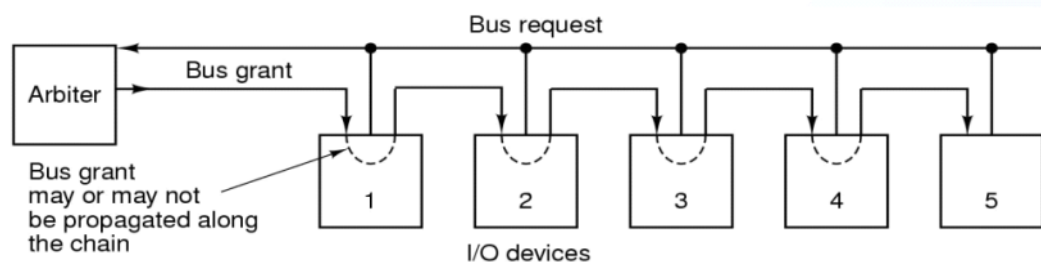 Bus request
Bus grant
Arbiter
Bus grant
may or may not
be propagated along
the chain
1
2
3
4
5
I/O devices